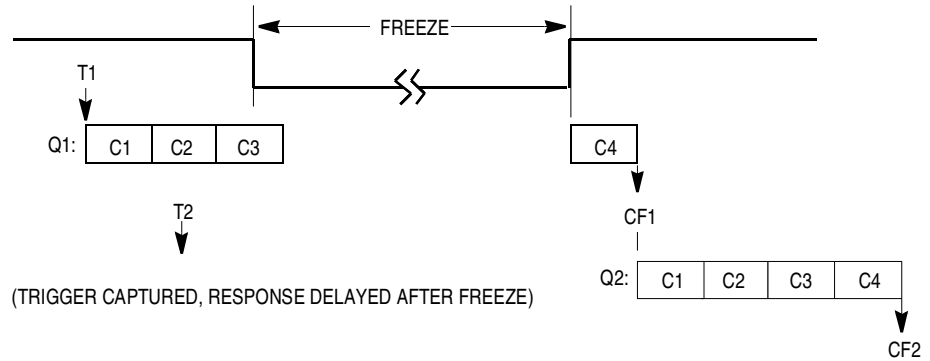 FREEZE
T1
Q1: C1 C2 C3 C4
T2
CF1
(TRIGGER CAPTURED, RESPONSE DELAYED AFTER FREEZE)
Q2: C1 C2 C3 C4
CF2